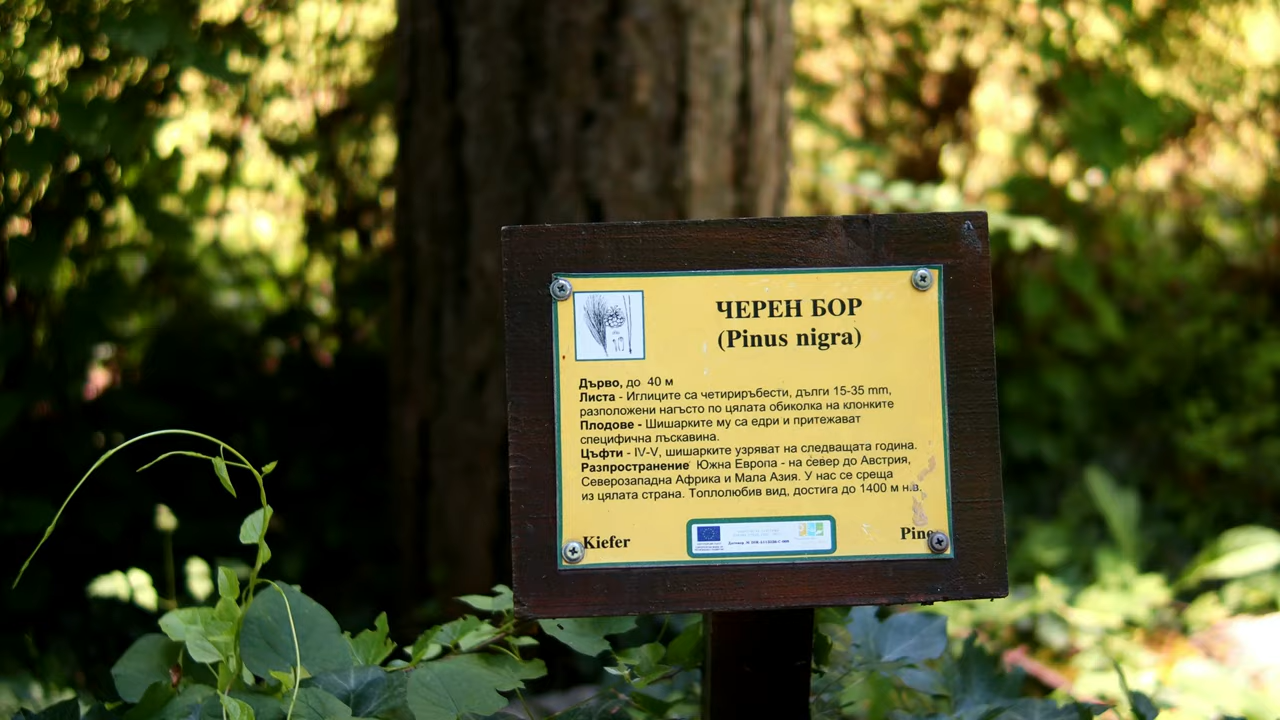 ЧЕРЕН БОР
(Pinus nigra)
Дърво, до 40 м
Листа - Иглиците са четириръбести, дълги 15-35 mm,
разположени нагъсто по цялата обиколка на клонките
Плодове - Шишарките му са едри и притежават
специфична лъскавина.
Цъфти - IV-V, шишарките узряват на следващата година.
Разпространение Южна Европа - на север до Австрия,
Северозападна Африка и Мала Азия. У нас се среща
из цялата страна. Топлолюбив вид, достига до 1400 м н.в.
Kiefer